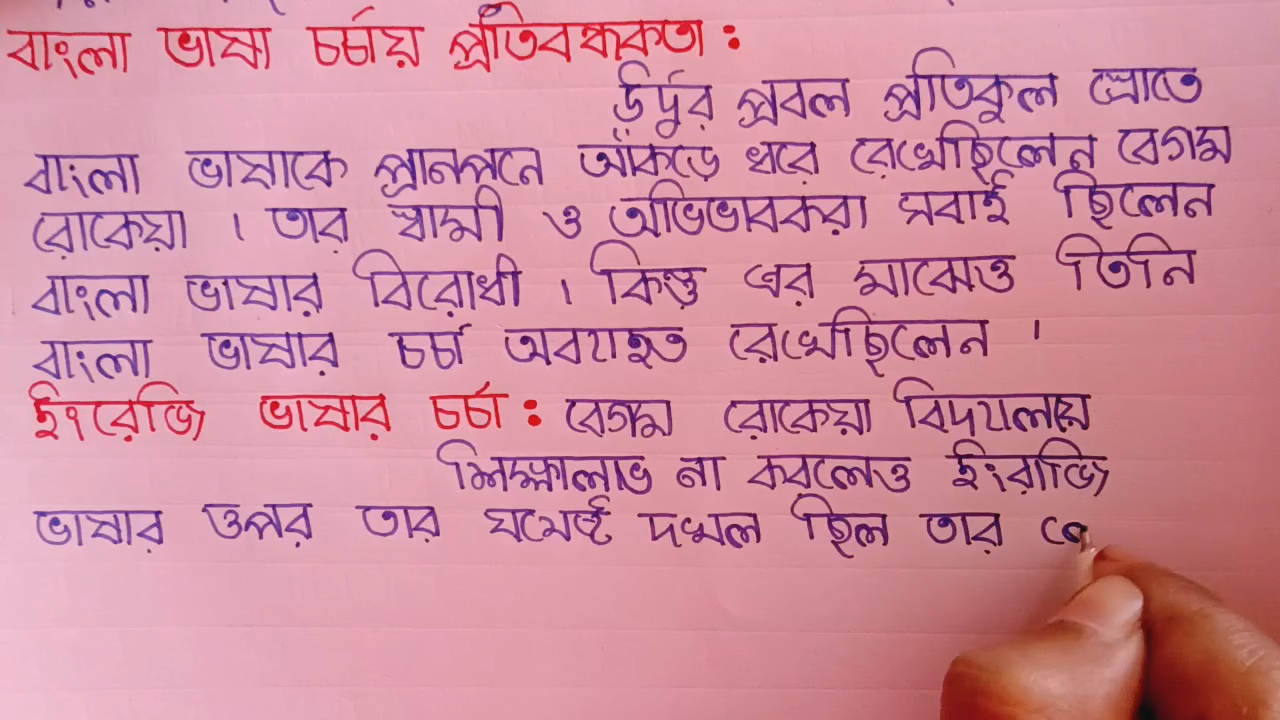 বাংলা ভাষা চর্চায় প্রতিবন্ধকতা :
উর্দুর প্রবল প্রতিকুল স্রোতে
বাংলা ভাষাকে প্রানপনে আঁকড়ে ধরে রেখেছিলেন বেগম
রোকেয়া । তার স্বামী ও অভিভাবকরা সবাই ছিলেন
বাংলা ভাষার বিরোধী । কিন্তু এর মাঝেও তিনি
বাংলা ভাষার চর্চা অব্যাহত রেখেছিলেন ।
ইংরেজি ভাষার চর্চা : বেগম রোকেয়া বিদ্যালয়ে
শিক্ষালাভ না করলেও ইংরাজি
ভাষার ওপর তার যথেষ্ট দখল ছিল তার